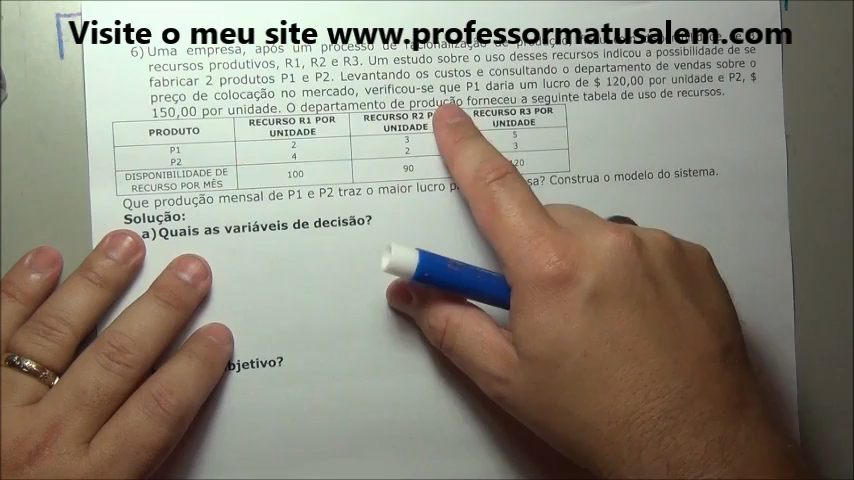 Visite o meu site www.professormatusalem.com
6) Uma empresa, após um processo de racionalização de produção,
recursos produtivos, R1, R2 e R3. Um estudo sobre o uso desses recursos indicou a possibilidade de se
fabricar 2 produtos P1 e P2. Levantando os custos e consultando o departamento de vendas sobre o
preço de colocação no mercado, verificou-se que P1 daria um lucro de $ 120,00 por unidade e P2, $
150,00 por unidade. O departamento de produção forneceu a seguinte tabela de uso de recursos.
PRODUTO RECURSO R1 POR UNIDADE RECURSO R2 P UNIDADE RECURSO R3 POR UNIDADE
P1 2 3 5
P2 4 2 3
DISPONIBILIDADE DE RECURSO POR MÊS 100 90 120
Que produção mensal de P1 e P2 traz o maior lucro sa? Construa o modelo do sistema.
Solução:
a) Quais as variáveis de decisão?
bjetivo?